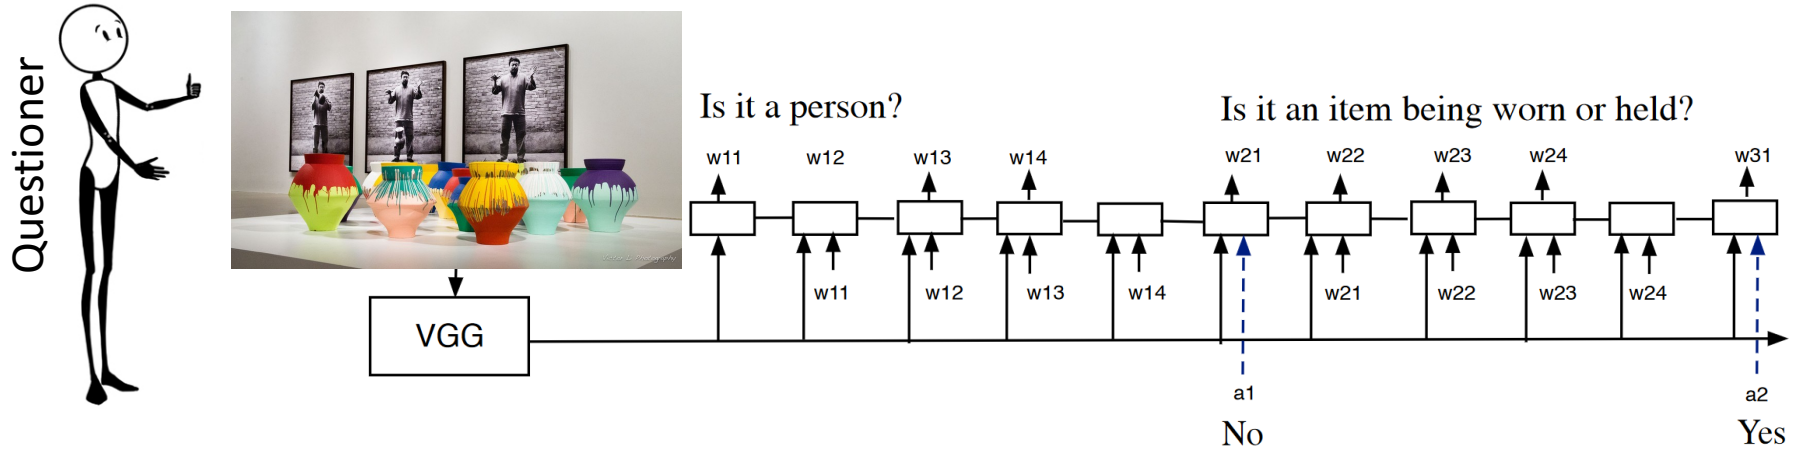 Questioner
Is it a person?
Is it an item being worn or held?
w11 w12 w13 w14 w21 w22 w23 w24 w31
w11 w12 w13 w14 w21 w22 w23 w24
VGG
a1 a2
No Yes